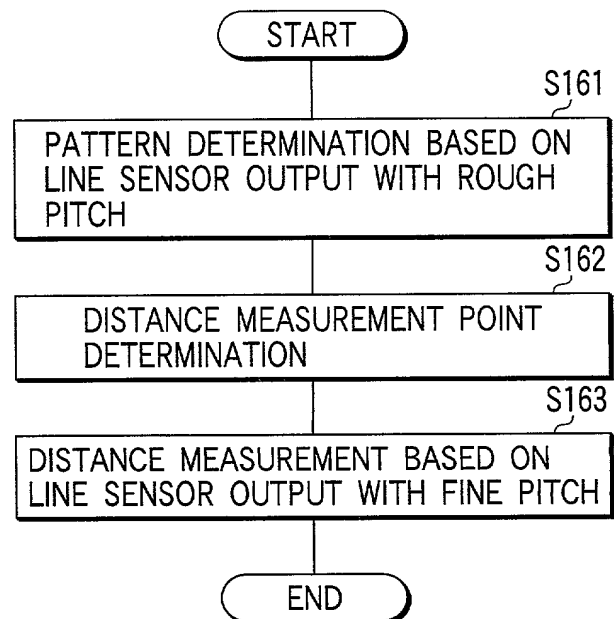 START
S161
PATTERN DETERMINATION BASED ON
LINE SENSOR OUTPUT WITH ROUGH
PITCH
S162
DISTANCE MEASUREMENT POINT
DETERMINATION
S163
DISTANCE MEASUREMENT BASED ON
LINE SENSOR OUTPUT WITH FINE PITCH
END